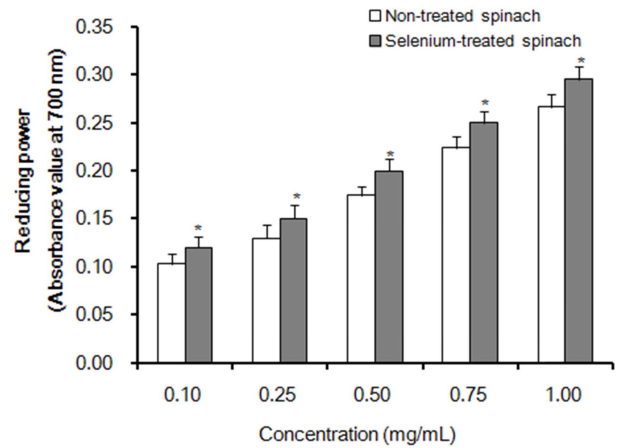 Non-treated spinach
Selenium-treated spinach
Reducing power
(Absorbance value at 700 nm)
0.35
0.30
0.25
0.20
0.15
0.10
0.05
0.00
* * * * *
0.10 0.25 0.50 0.75 1.00
Concentration (mg/mL)